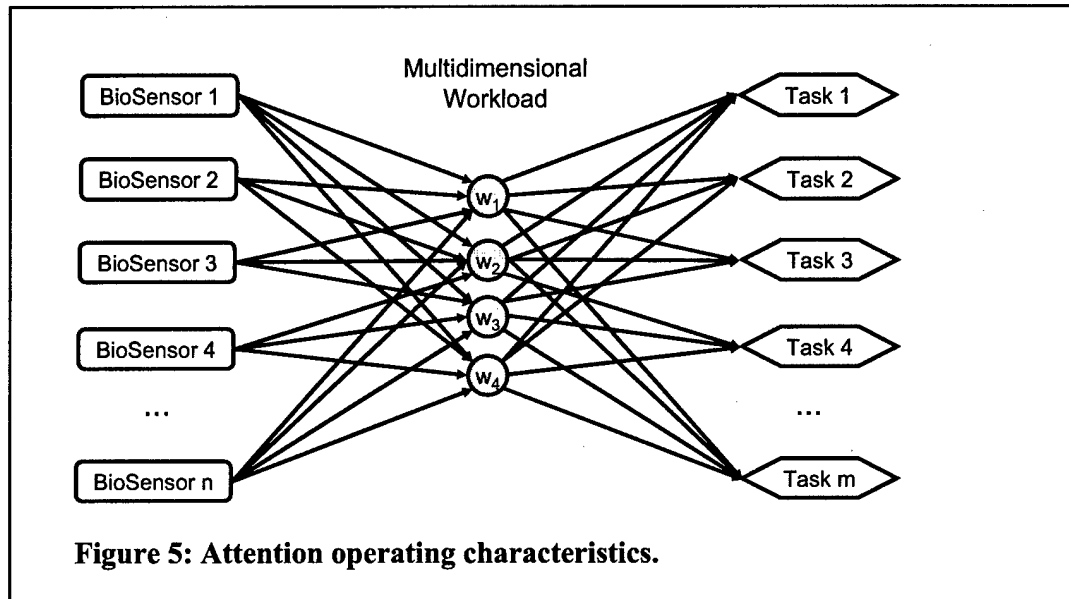 Multidimensional
Workload
BioSensor 1
BioSensor 2
BioSensor 3
BioSensor 4
...
BioSensor n
w1
w2
w3
w4
Task 1
Task 2
Task 3
Task 4
...
Task m
Figure 5: Attention operating characteristics.